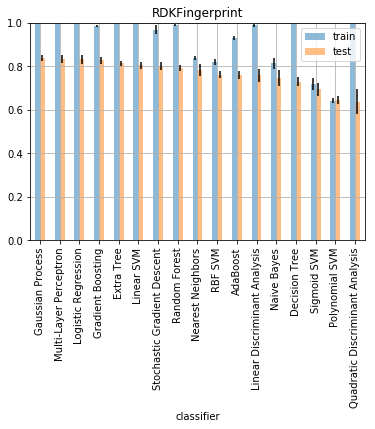 RDKFingerprint
train
test
1.0
0.8
0.6
0.4
0.2
0.0
Gaussian Process
Multi-Layer Perceptron
Logistic Regression
Gradient Boosting
Extra Tree
Linear SVM
Stochastic Gradient Descent
Random Forest
Nearest Neighbors
RBF SVM
AdaBoost
Linear Discriminant Analysis
Naive Bayes
Decision Tree
Sigmoid SVM
Polynomial SVM
Quadratic Discriminant Analysis
classifier